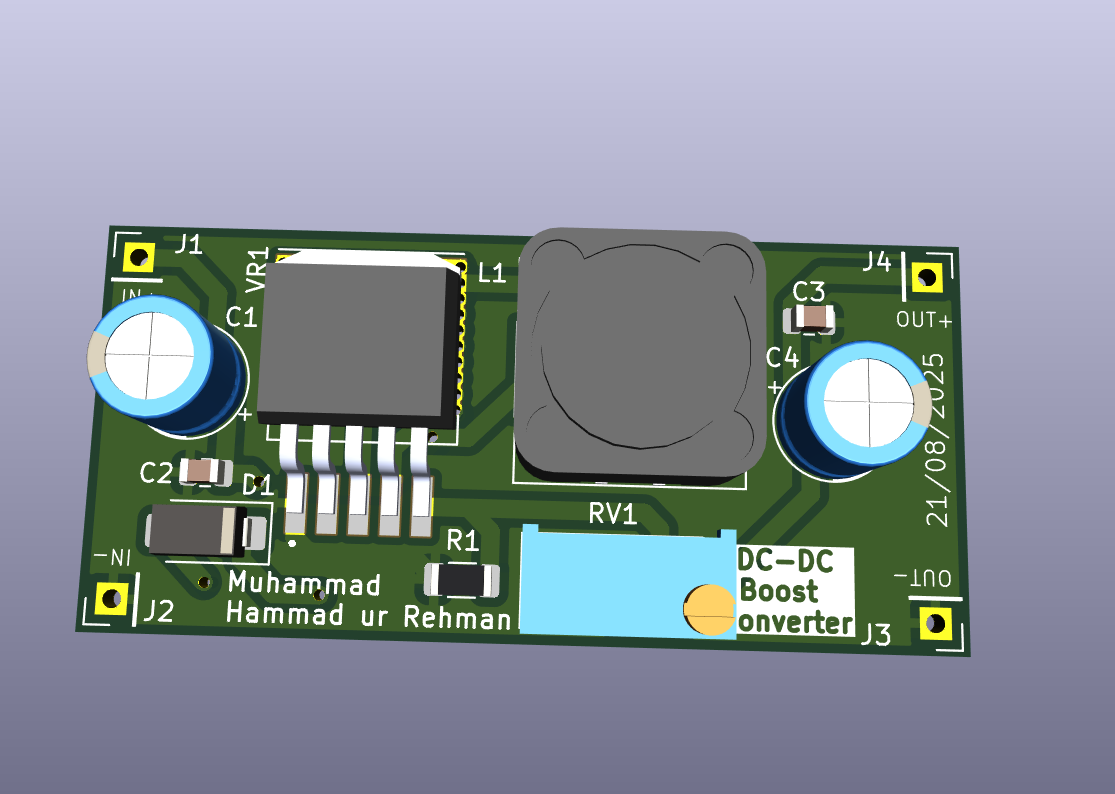 J1
VR1
L1
J4
IN+
C1
C3
OUT+
C4
+
+
21/08/2025
C2
D1
RV1
R1
IN-
DC-DC
Boost
onverter
OUT-
Muhammad
Hammad ur Rehman
J2
J3